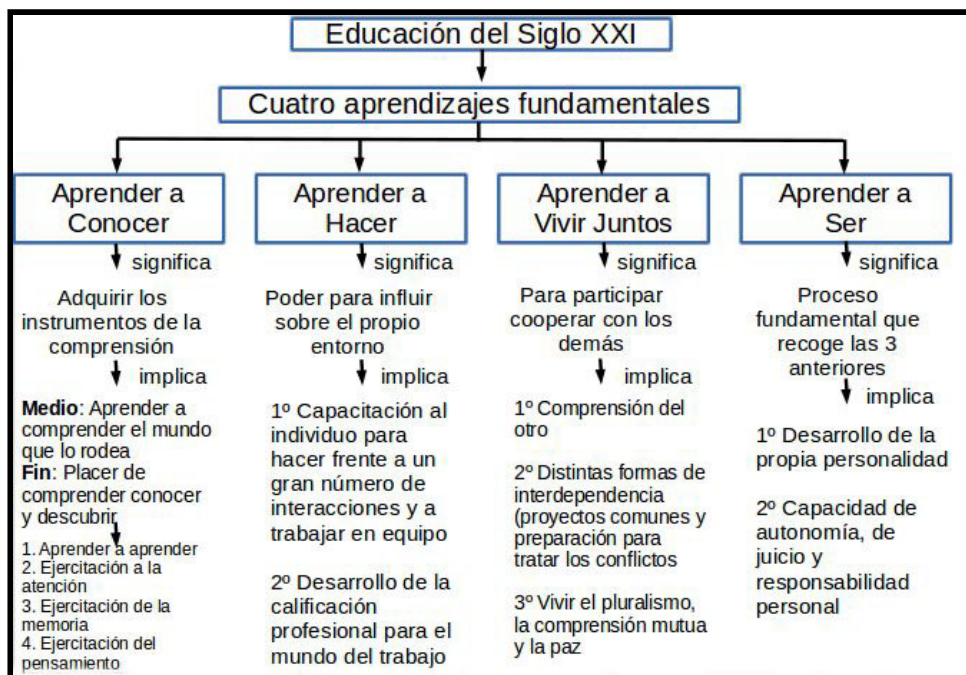 Educación del Siglo XXI
Cuatro aprendizajes fundamentales
Aprender a
Conocer
significa
Adquirir los
instrumentos de la
comprensión
implica
Medio: Aprender a
comprender el mundo
que lo rodea
Fin: Placer de
comprender conocer
y descubrir
1. Aprender a aprender
2. Ejercitación a la
atención
3. Ejercitación de la
memoria
4. Ejercitación del
pensamiento
Aprender a
Hacer
significa
Poder para influir
sobre el propio
entorno
implica
1º Capacitación al
individuo para
hacer frente a un
gran número de
interacciones y a
trabajar en equipo
2º Desarrollo de la
calificación
profesional para el
mundo del trabajo
Aprender a
Vivir Juntos
significa
Para participar
cooperar con los
demás
implica
1º Comprensión del
otro
2º Distintas formas de
interdependencia
(proyectos comunes y
preparación para
tratar los conflictos
3º Vivir el pluralismo,
la comprensión mutua
y la paz
Aprender a
Ser
significa
Proceso
fundamental que
recoge las 3
anteriores
implica
1º Desarrollo de la
propia personalidad
2º Capacidad de
autonomía, de
juicio y
responsabilidad
personal